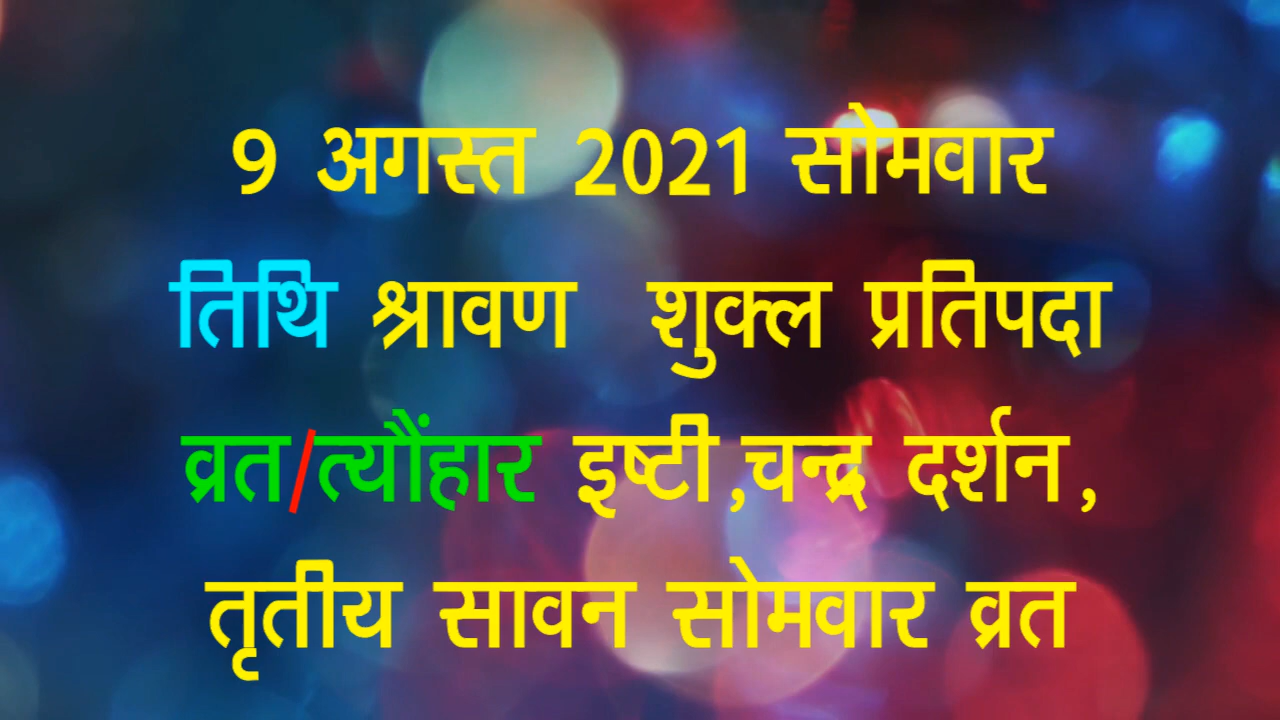 9 अगस्त 2021 सोमवार
तिथि श्रावण शुक्ल प्रतिपदा
व्रत/त्यौंहार इष्टी,चन्द्र दर्शन,
तृतीय सावन सोमवार व्रत